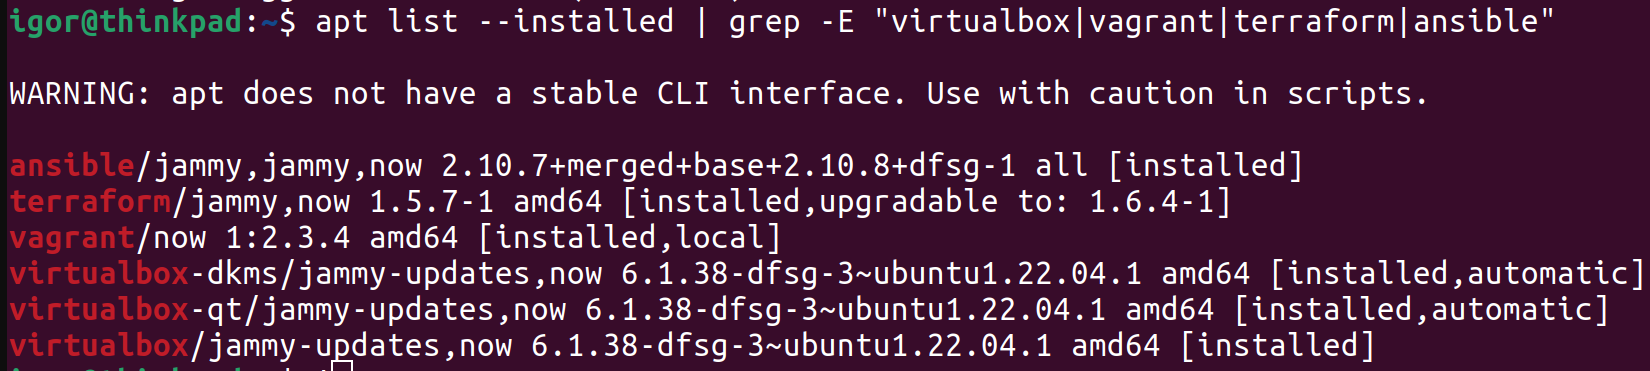 igor@thinkpad:~$ apt list --installed | grep -E "virtualbox|vagrant|terraform|ansible"
WARNING: apt does not have a stable CLI interface. Use with caution in scripts.
ansible/jammy,jammy,now 2.10.7+merged+base+2.10.8+dfsg-1 all [installed]
terraform/jammy,now 1.5.7-1 amd64 [installed,upgradable to: 1.6.4-1]
vagrant/now 1:2.3.4 amd64 [installed,local]
virtualbox-dkms/jammy-updates,now 6.1.38-dfsg-3~ubuntu1.22.04.1 amd64 [installed,automatic]
virtualbox-qt/jammy-updates,now 6.1.38-dfsg-3~ubuntu1.22.04.1 amd64 [installed,automatic]
virtualbox/jammy-updates,now 6.1.38-dfsg-3~ubuntu1.22.04.1 amd64 [installed]